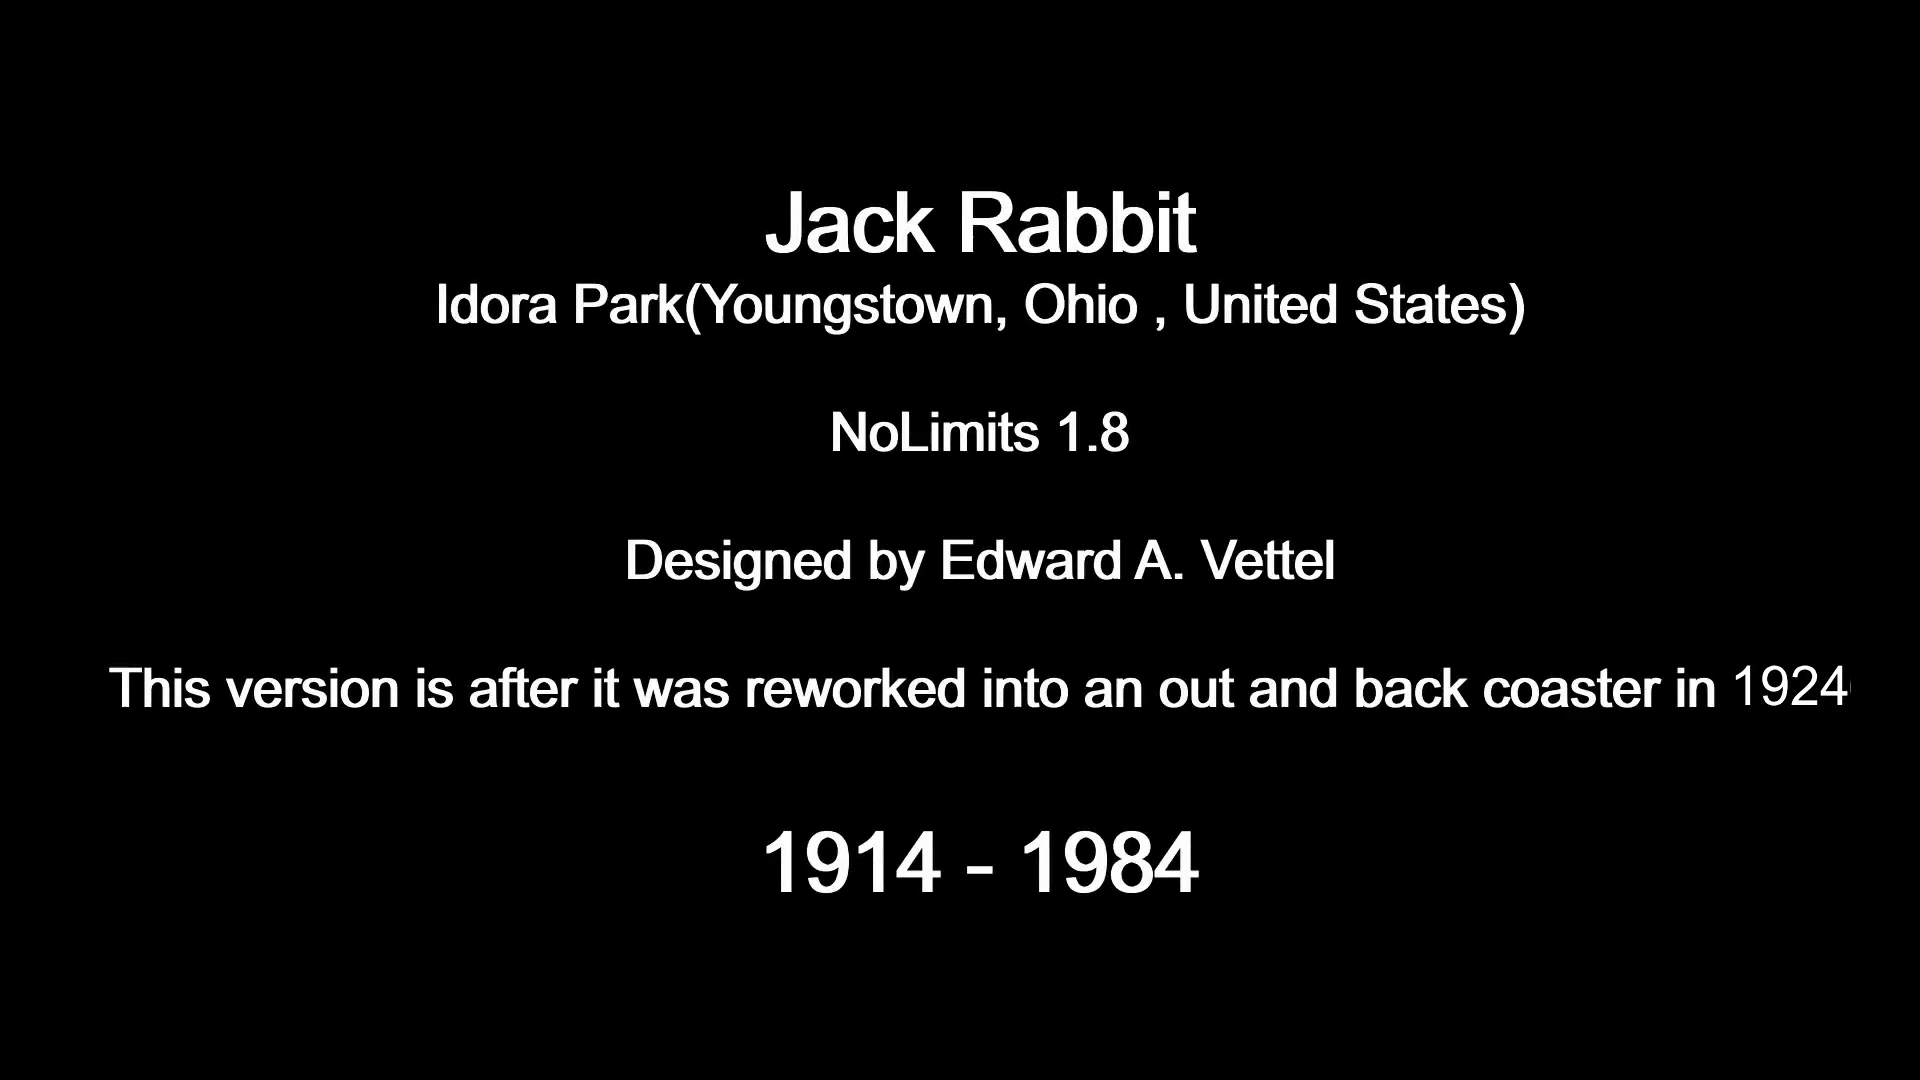 Jack Rabbit
Idora Park(Youngstown, Ohio , United States)
NoLimits 1.8
Designed by Edward A. Vettel
This version is after it was reworked into an out and back coaster in 1924
1914 - 1984